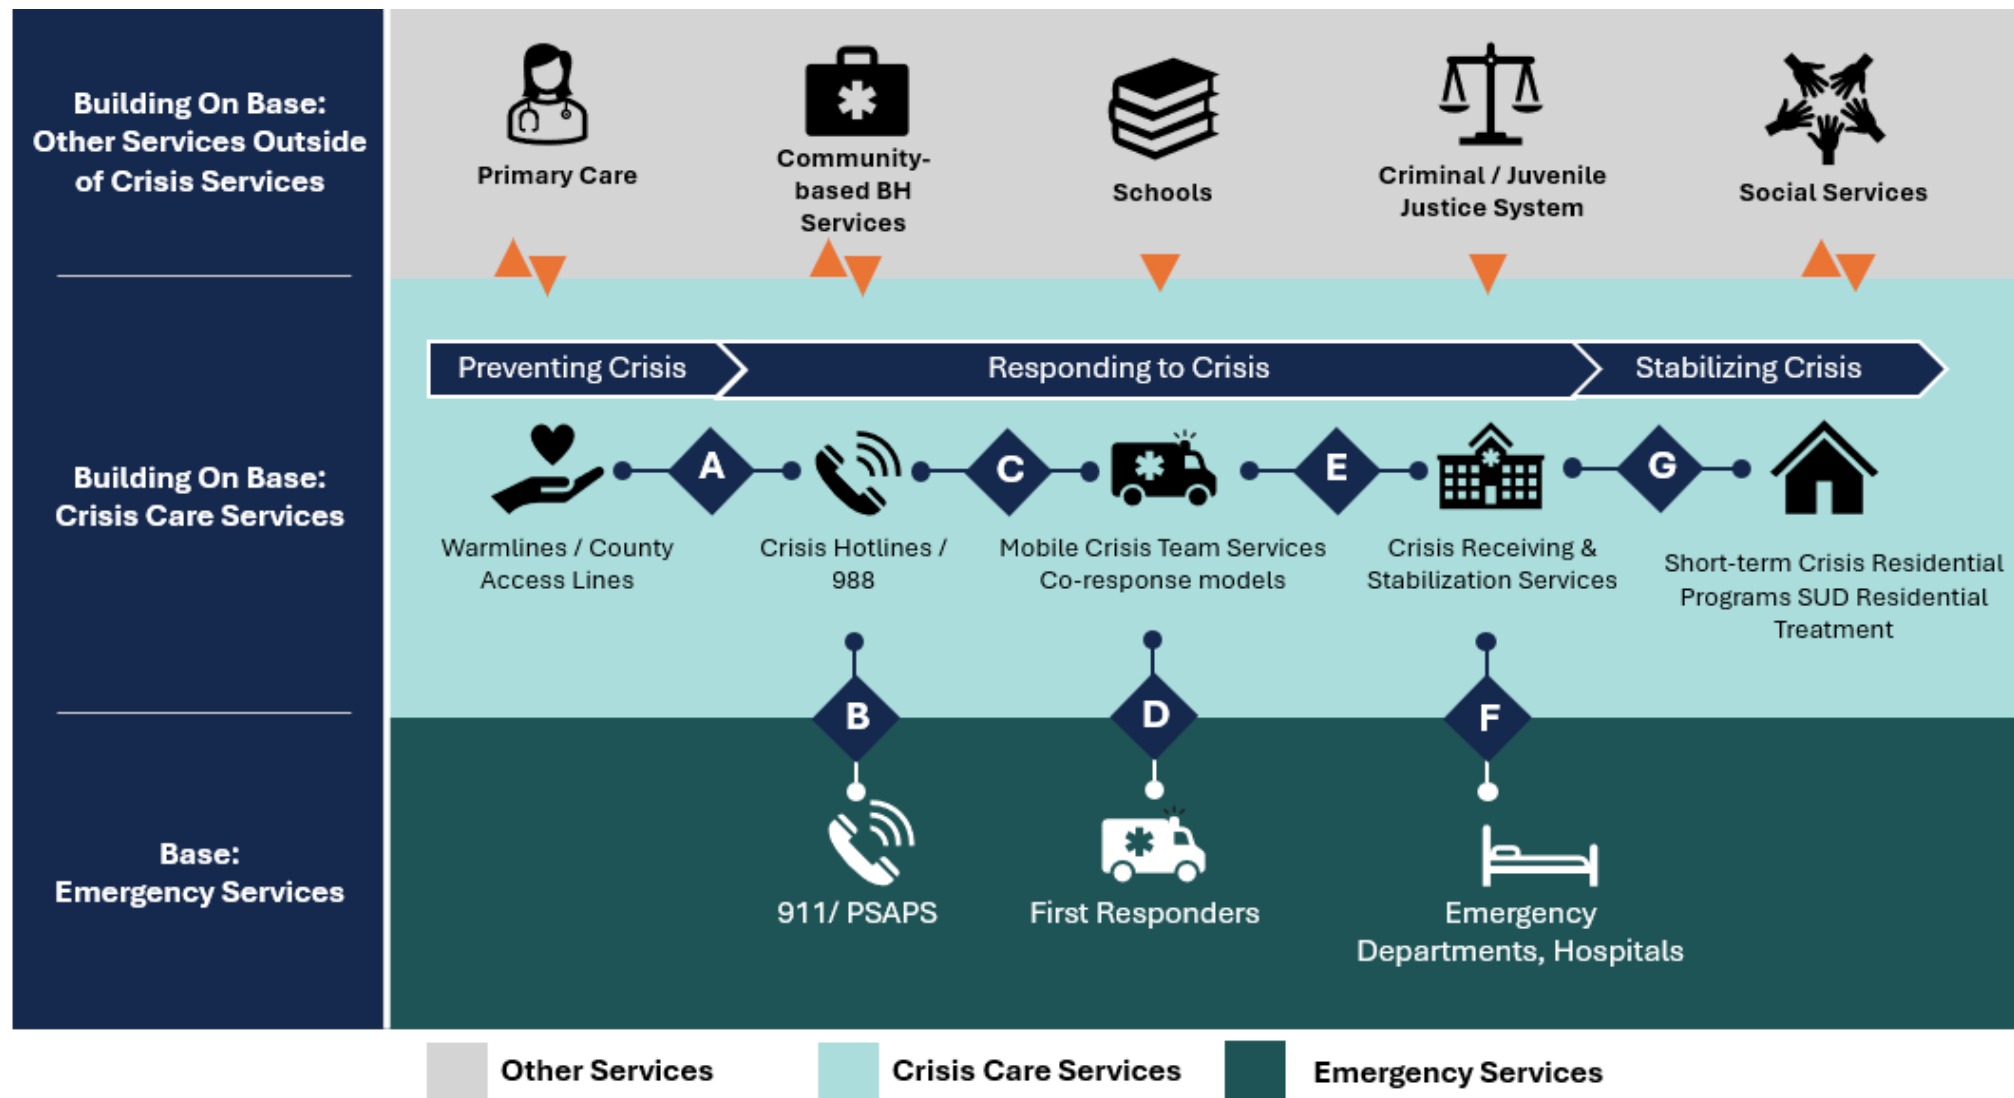 Building On Base:
Other Services Outside
of Crisis Services
Primary Care
Community-
based BH
Services
Schools
Criminal / Juvenile
Justice System
Social Services
Building On Base:
Crisis Care Services
Preventing Crisis
Responding to Crisis
Stabilizing Crisis
A
C
E
G
Warmlines / County
Access Lines
Crisis Hotlines /
988
Mobile Crisis Team Services
Co-response models
Crisis Receiving &
Stabilization Services
Short-term Crisis Residential
Programs SUD Residential
Treatment
B
D
F
Base:
Emergency Services
911/ PSAPS
First Responders
Emergency
Departments, Hospitals
Other Services
Crisis Care Services
Emergency Services